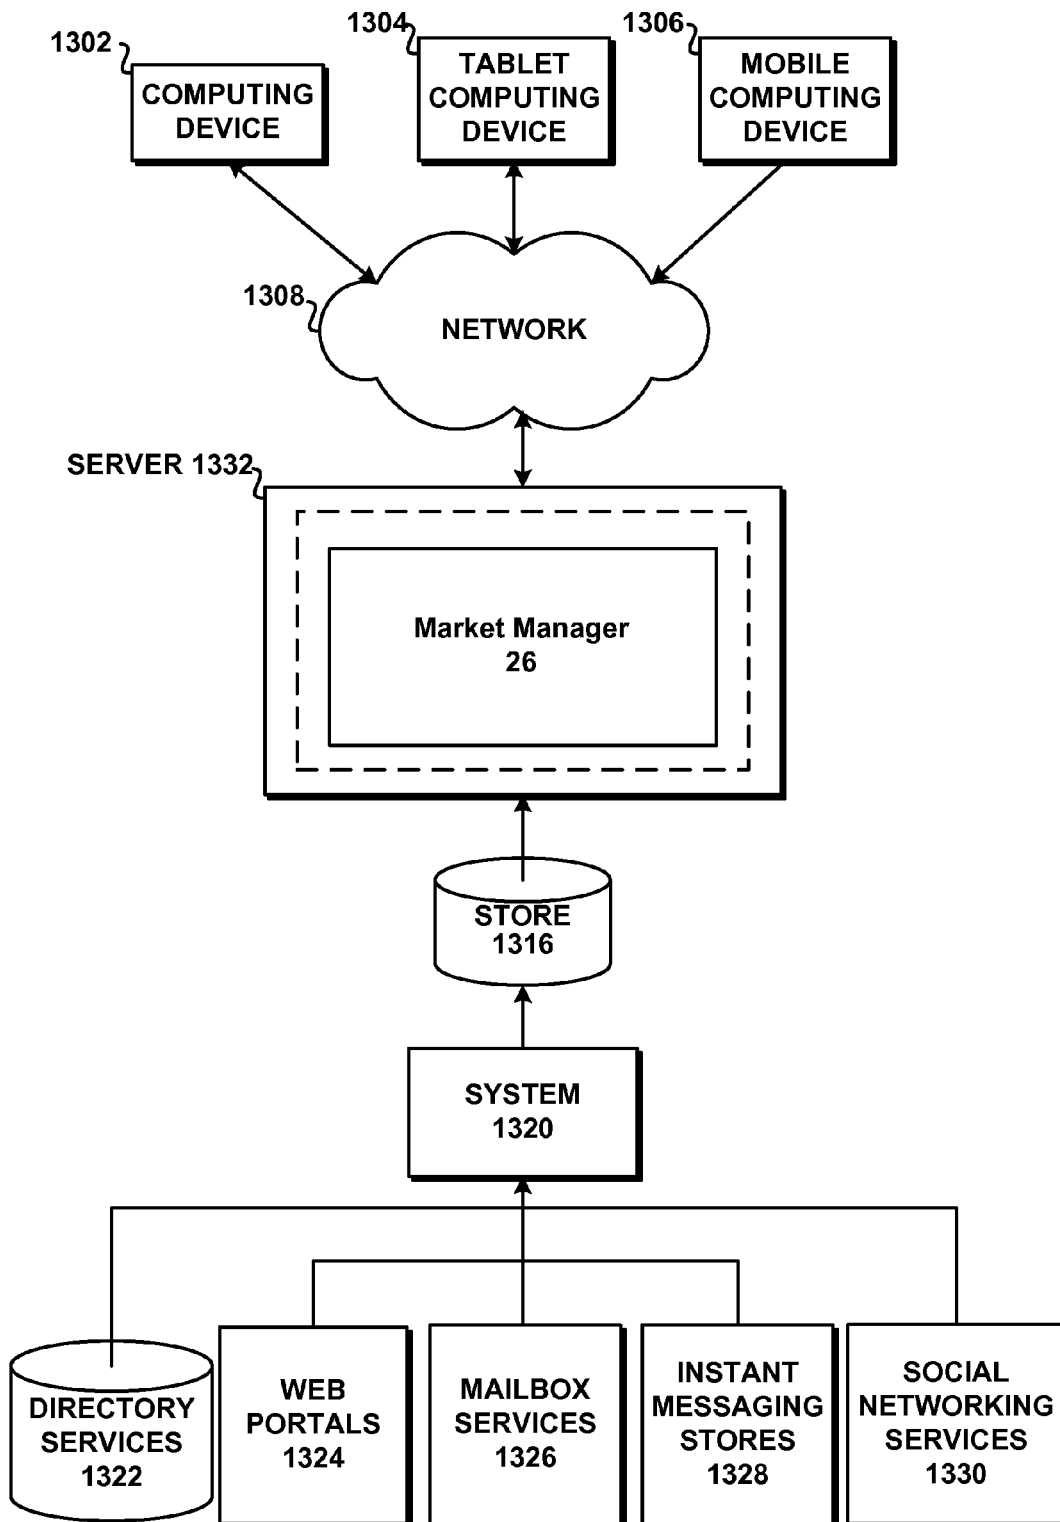 1302
1304
1306
COMPUTING
DEVICE
TABLET
COMPUTING
DEVICE
MOBILE
COMPUTING
DEVICE
1308
NETWORK
SERVER 1332
Market Manager
26
STORE
1316
SYSTEM
1320
DIRECTORY
SERVICES
1322
WEB
PORTALS
1324
MAILBOX
SERVICES
1326
INSTANT
MESSAGING
STORES
1328
SOCIAL
NETWORKING
SERVICES
1330